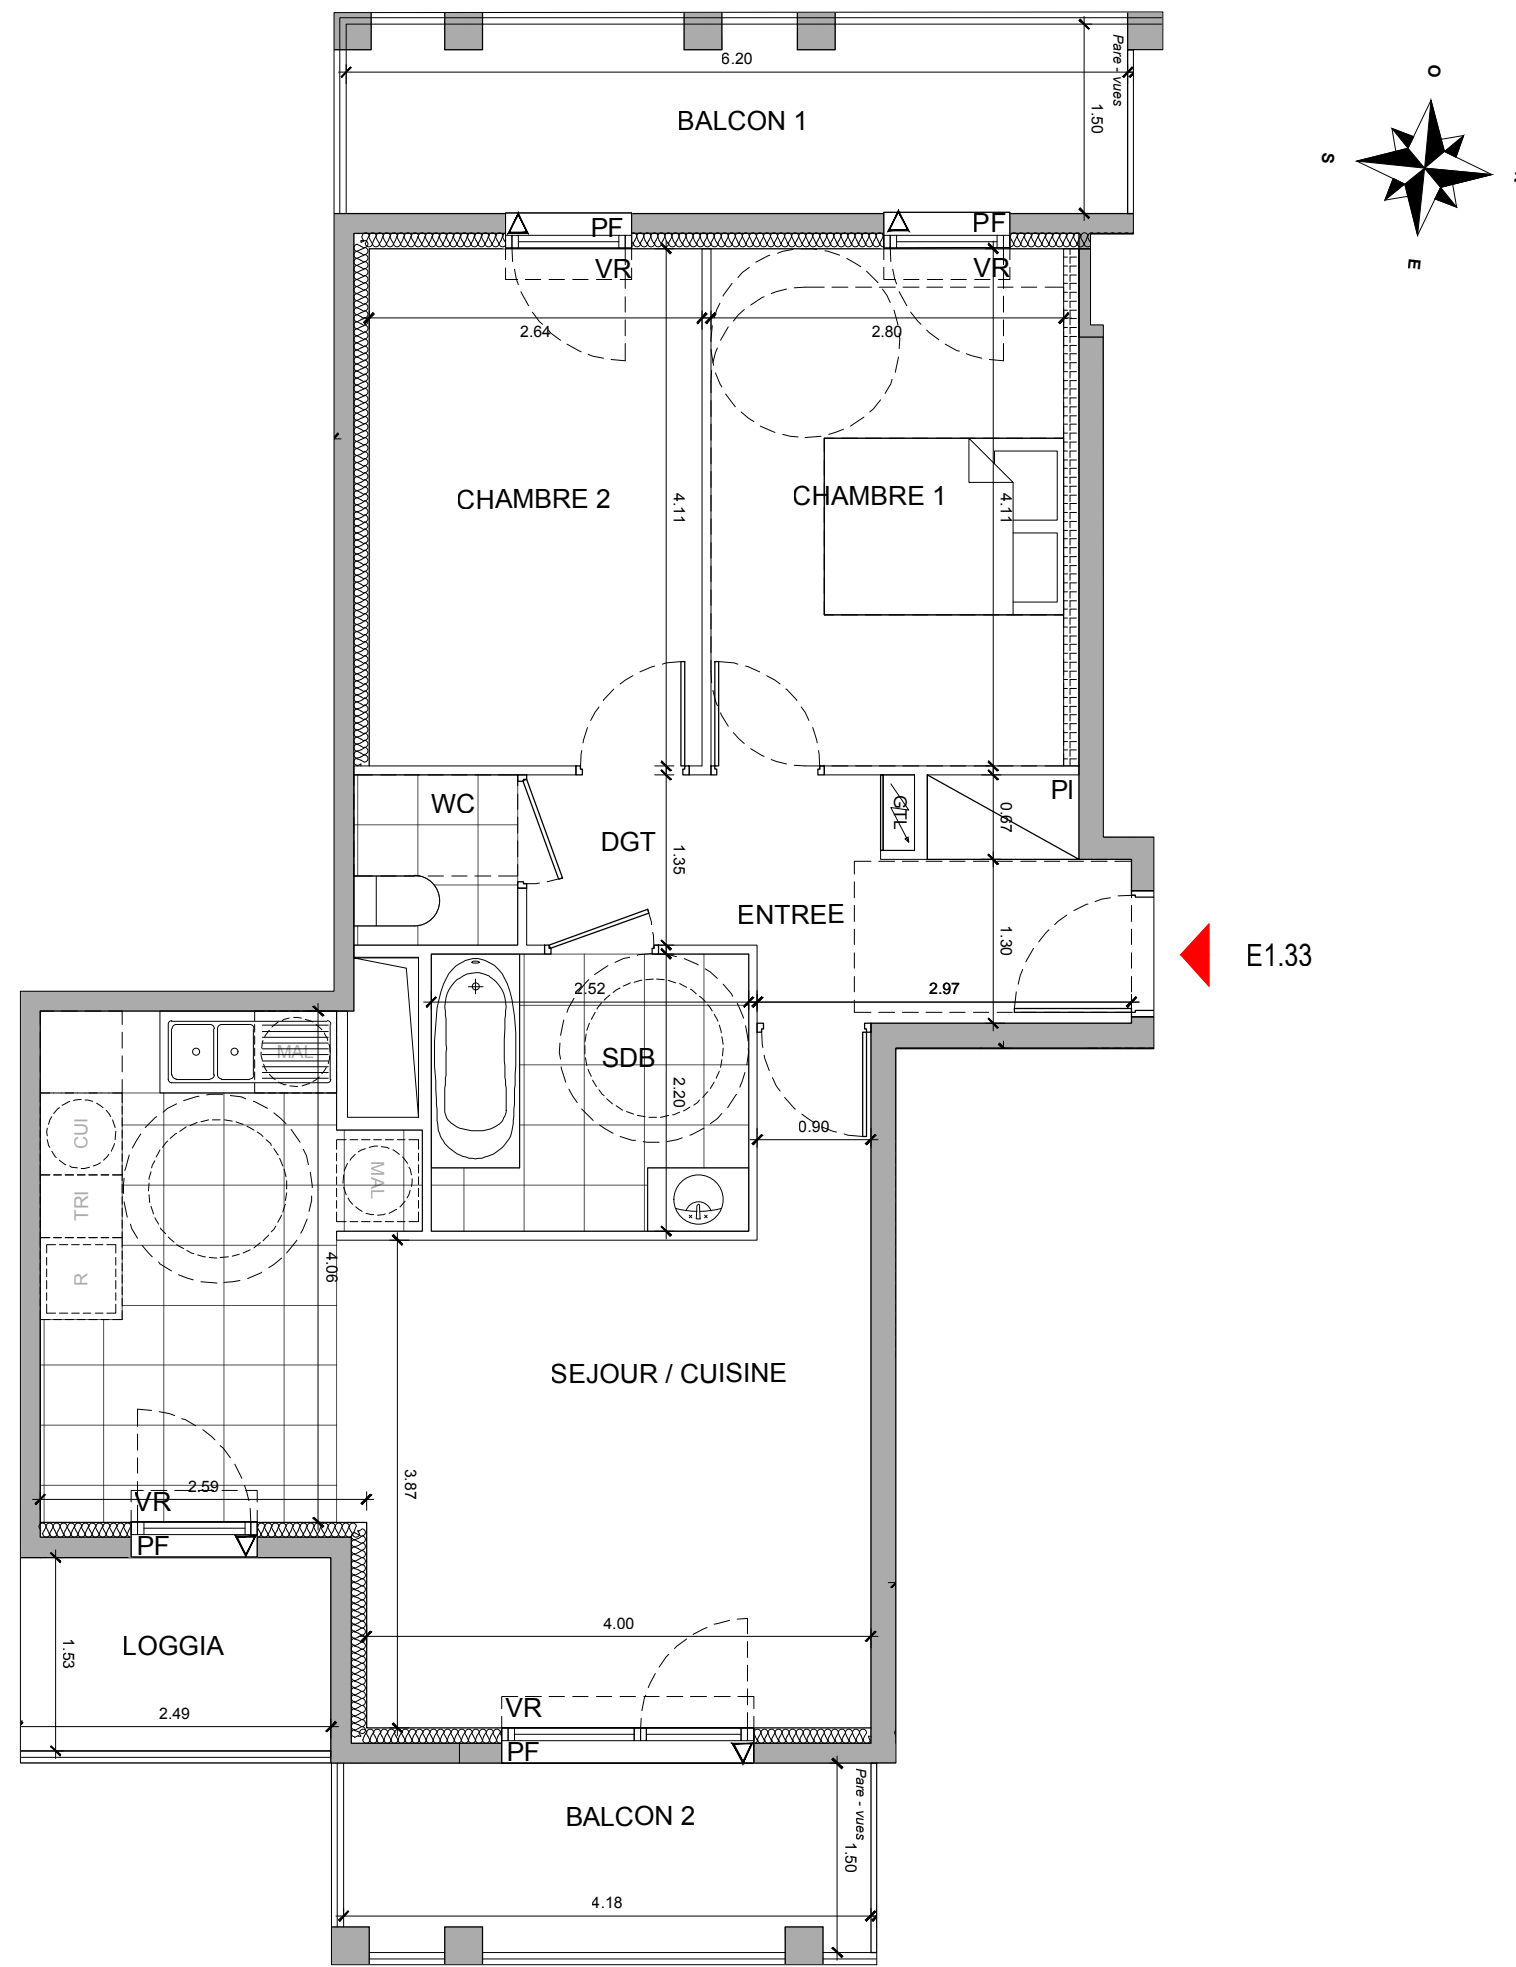 6.20
Pare - vues
1.50
BALCON 1
O
S
E
PF
PF
VR
VR
2.64
2.80
CHAMBRE 2
4.11
CHAMBRE 1
4.11
WC
DGT
1.35
GTL
0.67
PI
ENTREE
1.30
E1.33
2.52
2.97
SDB
2.20
0.90
MAL
CUI
TRI
R
MAL
4.06
SEJOUR / CUISINE
3.87
2.59
VR
PF
LOGGIA
1.53
2.49
4.00
VR
PF
BALCON 2
Pare - vues
1.50
4.18